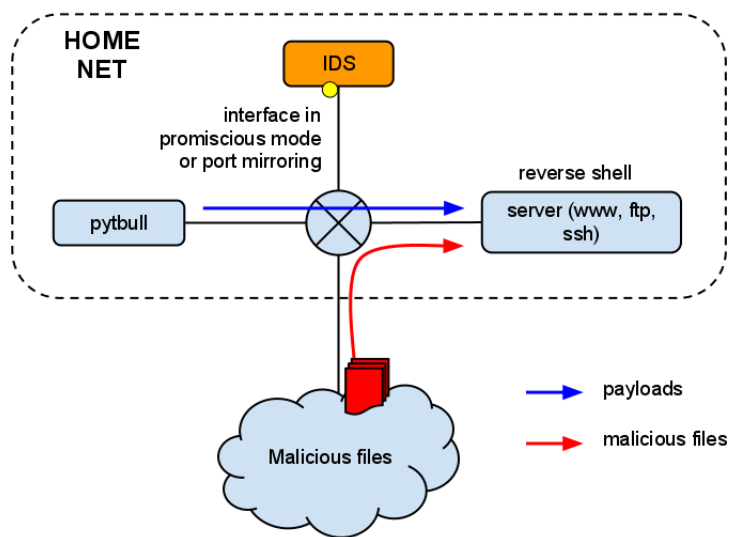 HOME
NET
IDS
interface in
promiscious mode
or port mirroring
reverse shell
pytbull
server (www, ftp,
ssh)
payloads
malicious files
Malicious files